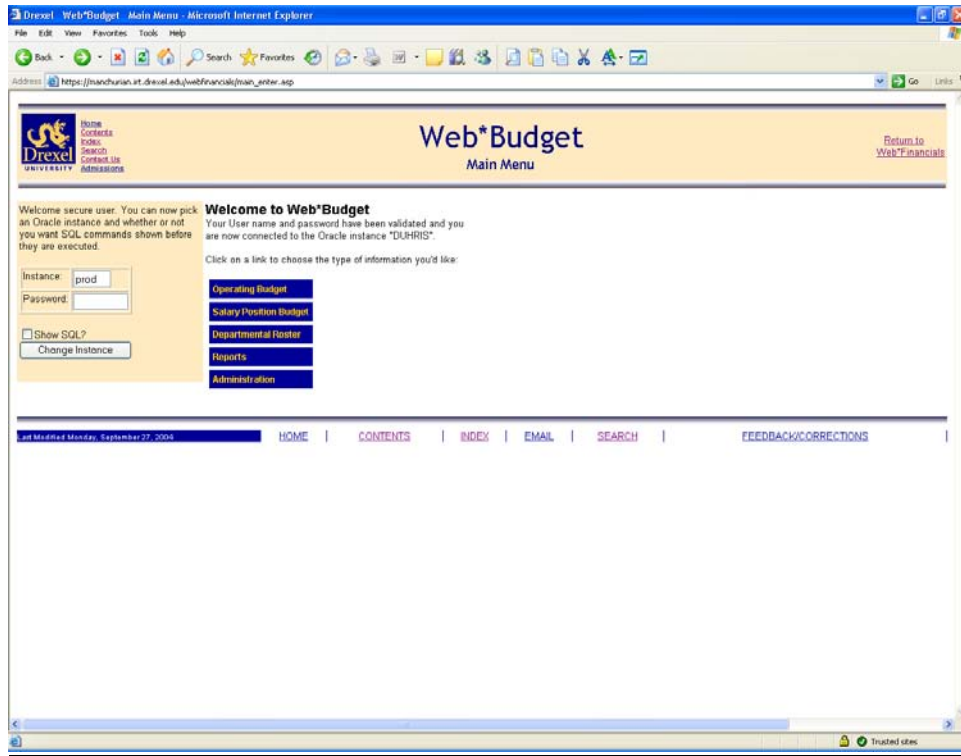 Drexel Web*Budget Main Menu - Microsoft Internet Explorer
File Edit View Favorites Tools Help
Back Search Favorites
Address https://manchurian.irt.drexel.edu/webfinancials/main_enter.asp Go Links
Drexel
UNIVERSITY
Home
Contents
Index
Search
Contact Us
Admissions
Web*Budget
Main Menu
Return to
Web*Financials
Welcome secure user. You can now pick
an Oracle instance and whether or not
you want SQL commands shown before
they are executed.
Instance: prod
Password:
Show SQL?
Change Instance
Welcome to Web*Budget
Your User name and password have been validated and you
are now connected to the Oracle instance "DUHRIS".
Click on a link to choose the type of information you'd like:
Operating Budget
Salary Position Budget
Departmental Roster
Reports
Administration
Last Modified Monday, September 27, 2004 HOME | CONTENTS | INDEX | EMAIL | SEARCH | FEEDBACK/CORRECTIONS |
Trusted sites